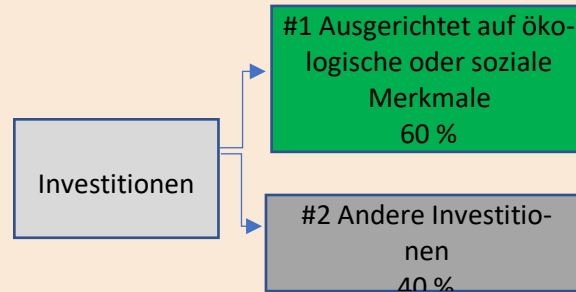 #1 Ausgerichtet auf öko-
logische oder soziale
Merkmale
60 %
Investitionen
#2 Andere Investitio-
nen
40 %